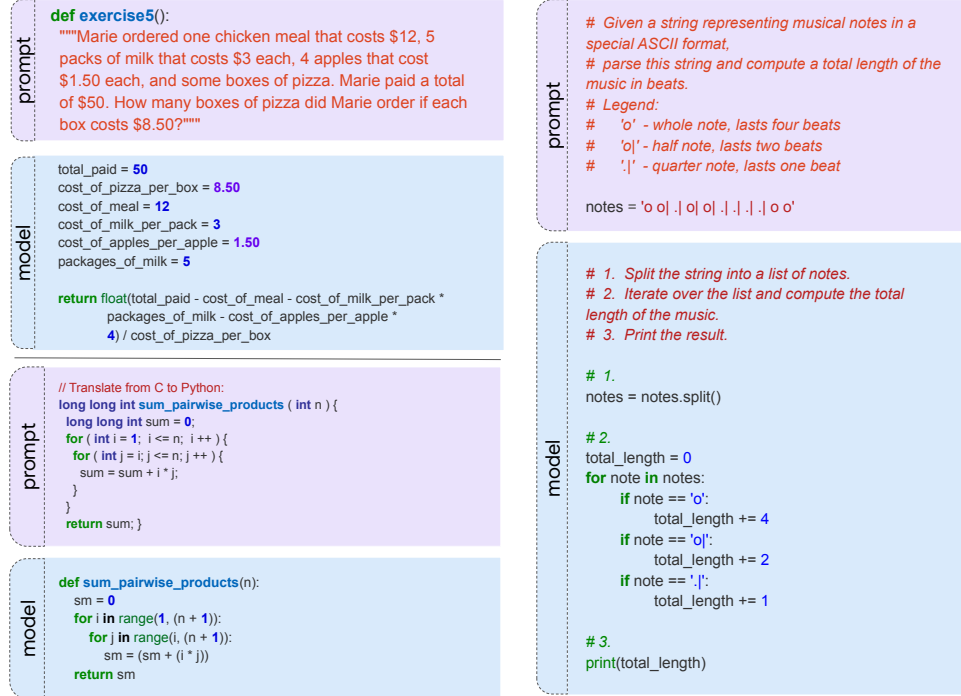 prompt
def exercise5():
"""Marie ordered one chicken meal that costs $12, 5
packs of milk that costs $3 each, 4 apples that cost
$1.50 each, and some boxes of pizza. Marie paid a total
of $50. How many boxes of pizza did Marie order if each
box costs $8.50?"""
model
total_paid = 50
cost_of_pizza_per_box = 8.50
cost_of_meal = 12
cost_of_milk_per_pack = 3
cost_of_apples_per_apple = 1.50
packages_of_milk = 5
return float(total_paid - cost_of_meal - cost_of_milk_per_pack *
packages_of_milk - cost_of_apples_per_apple *
4) / cost_of_pizza_per_box
prompt
// Translate from C to Python:
long long int sum_pairwise_products ( int n ) {
long long int sum = 0;
for ( int i = 1;  i <= n;  i ++ ) {
for ( int j = i; j <= n; j ++ ) {
sum = sum + i * j;
}
}
return sum; }
model
def sum_pairwise_products(n):
sm = 0
for i in range(1, (n + 1)):
for j in range(i, (n + 1)):
sm = (sm + (i * j))
return sm
prompt
# Given a string representing musical notes in a
special ASCII format,
# parse this string and compute a total length of the
music in beats.
# Legend:
# 'o' - whole note, lasts four beats
# 'o|' - half note, lasts two beats
# '.|' - quarter note, lasts one beat
notes = 'o o| .| o| o| .| .| .| .| o o'
model
# 1. Split the string into a list of notes.
# 2. Iterate over the list and compute the total
length of the music.
# 3. Print the result.
# 1.
notes = notes.split()
# 2.
total_length = 0
for note in notes:
if note == 'o':
total_length += 4
if note == 'o|':
total_length += 2
if note == '.|':
total_length += 1
# 3.
print(total_length)